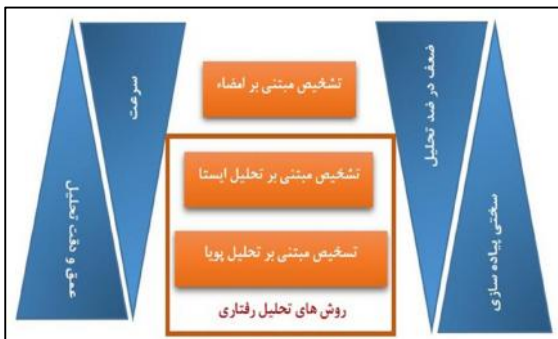 تشخیص مبتنی بر امضاء
تشخیص مبتنی بر تحلیل ایستا
تسخیص مبتنی بر تحلیل پویا
روش های تحلیل رفتاری
ضعف در ضد تحلیل
سختی پیاده سازی
سرعت
عمق و دقت تحلیل